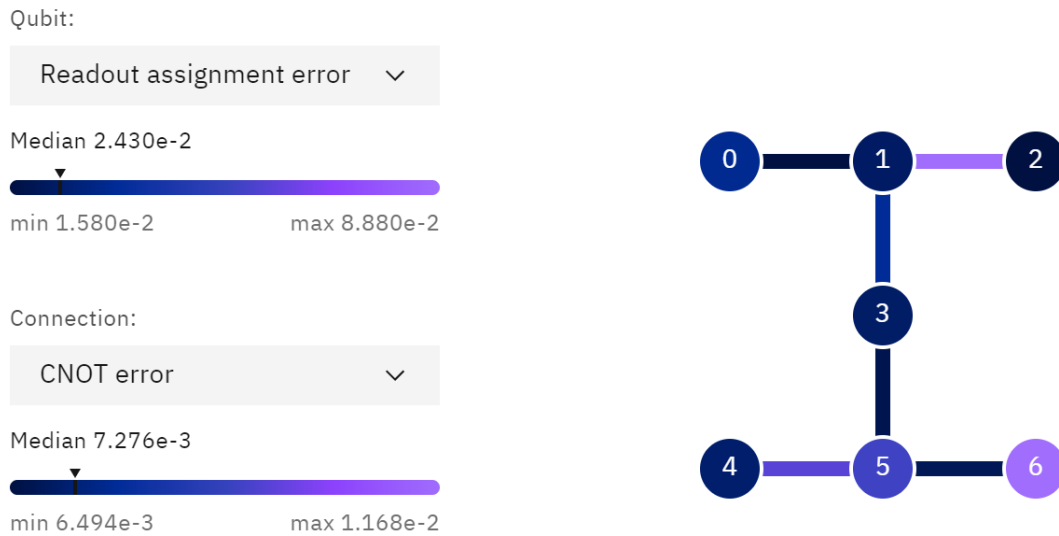 Qubit:
Readout assignment error
Median 2.430e-2
min 1.580e-2 max 8.880e-2
Connection:
CNOT error
Median 7.276e-3
min 6.494e-3 max 1.168e-2
0 1 2
3
4 5 6